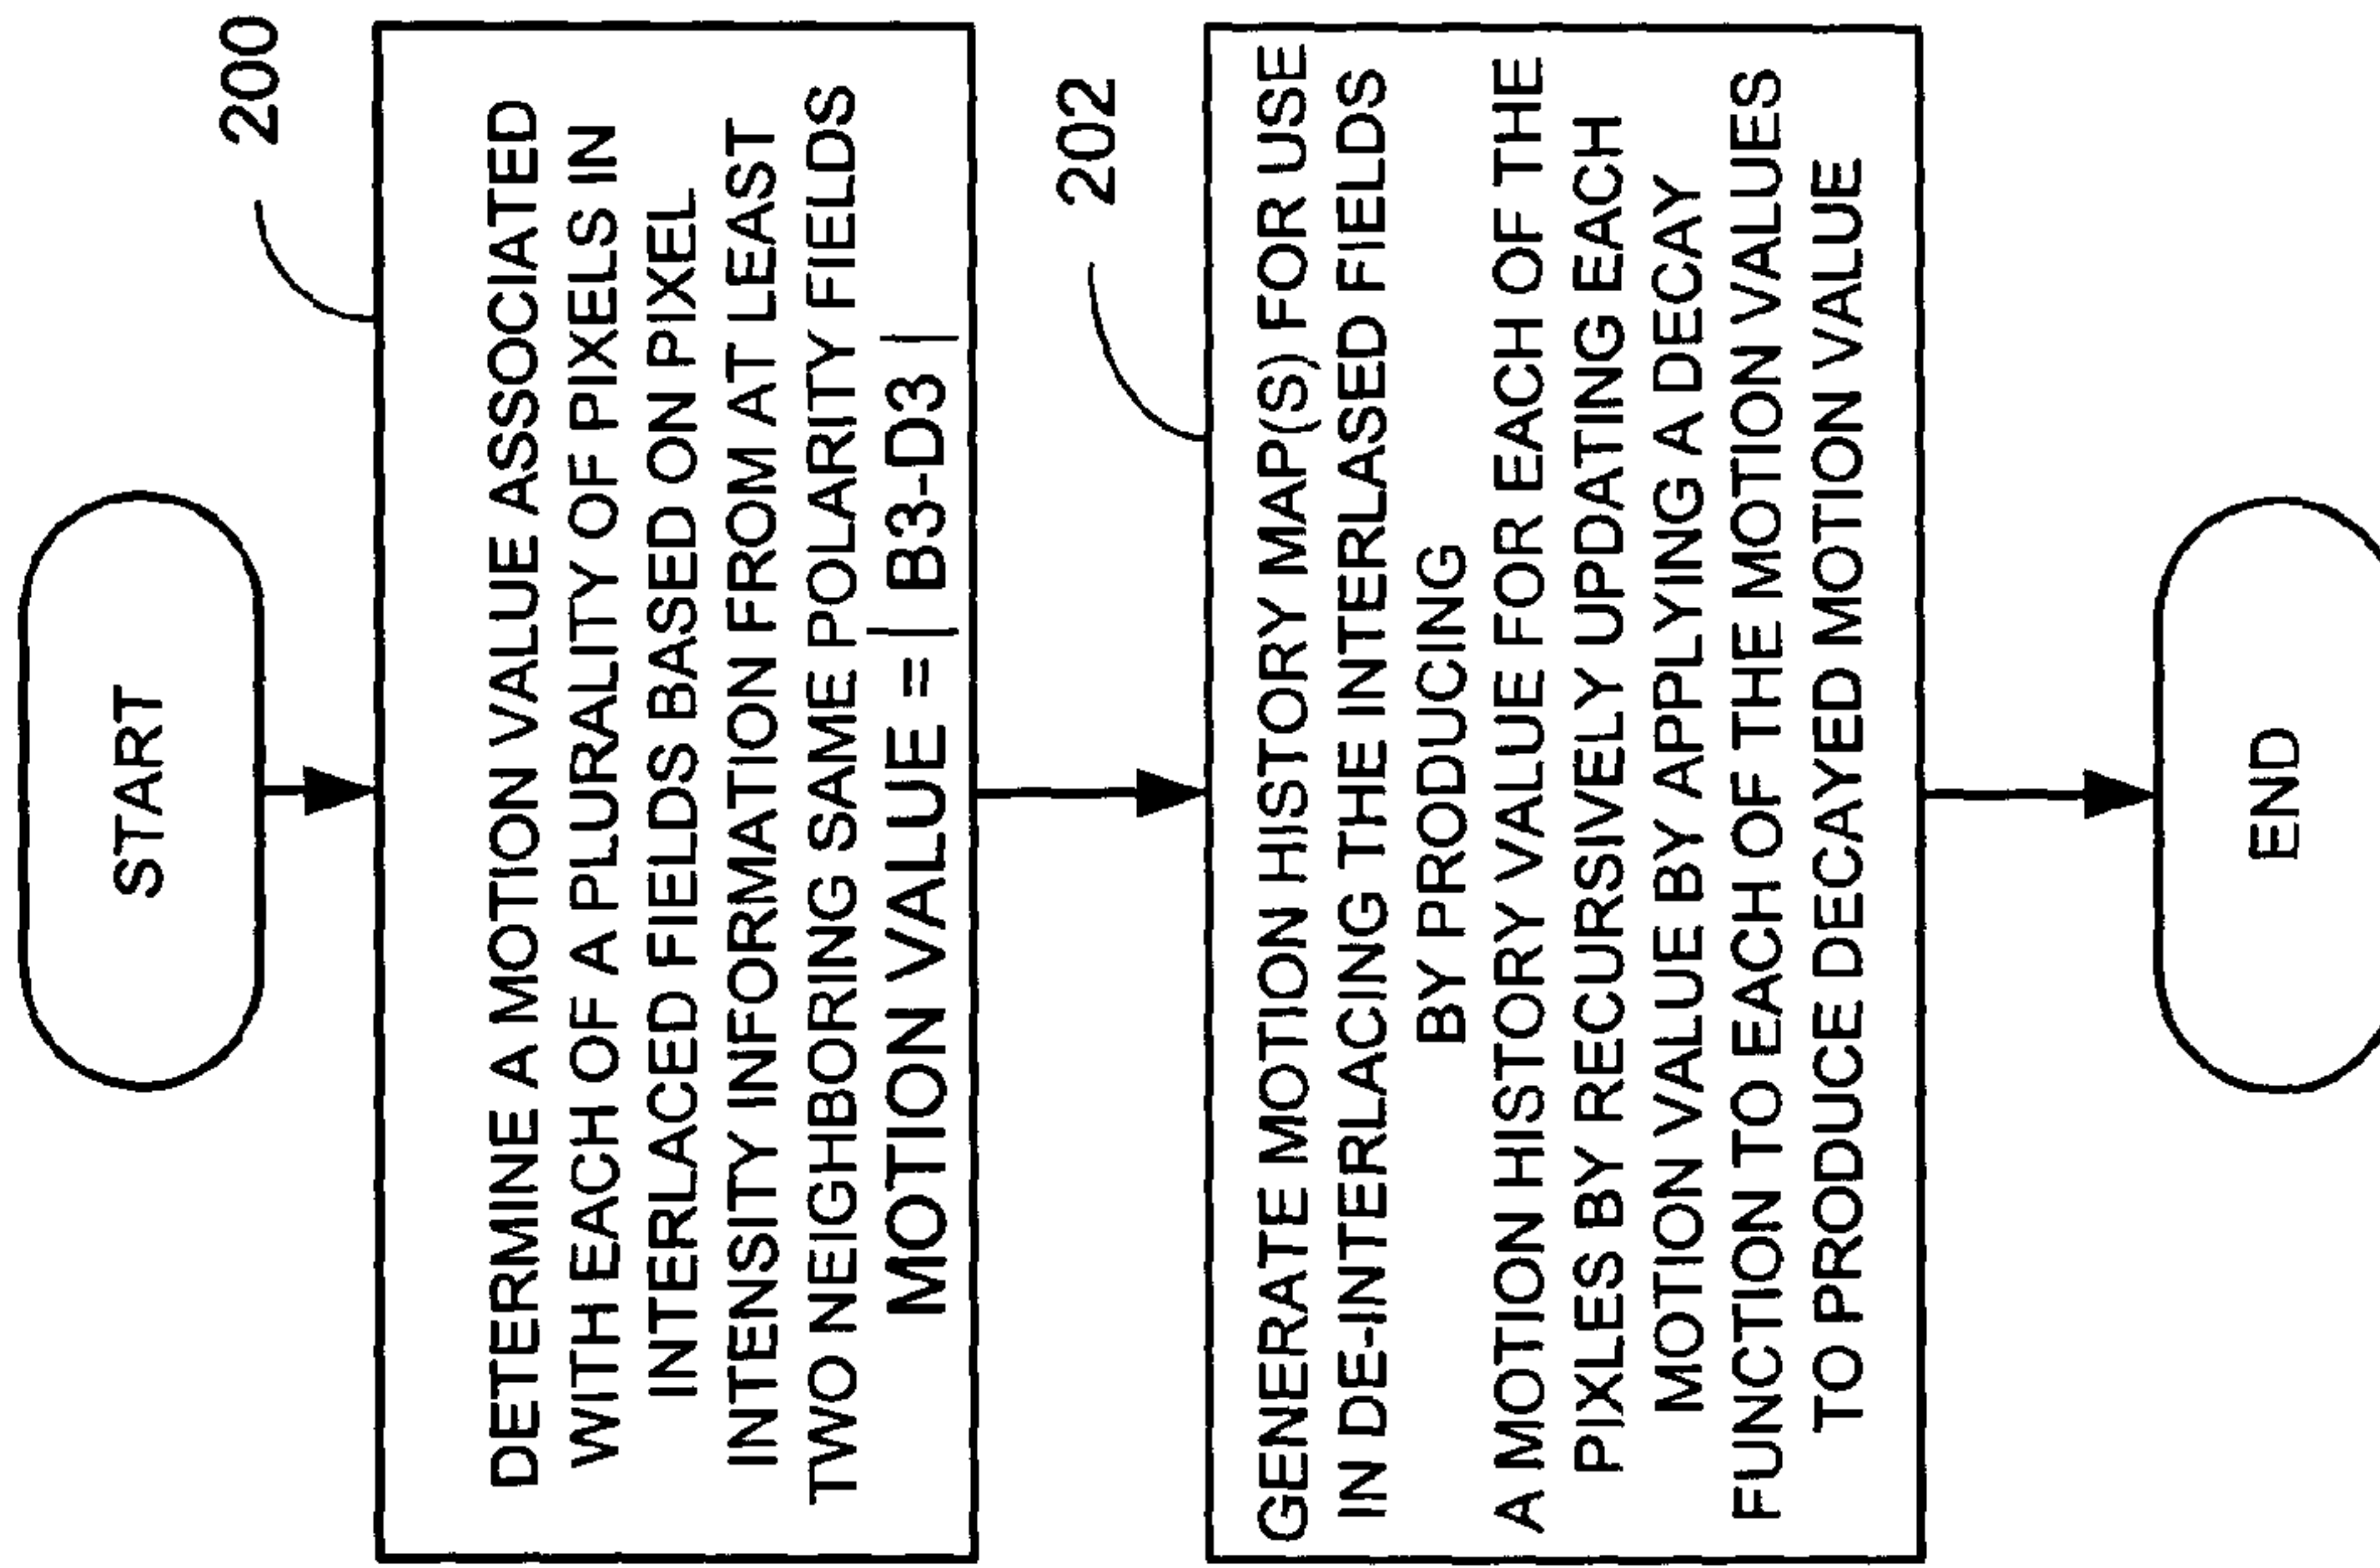 START
200
DETERMINE A MOTION VALUE ASSOCIATED
WITH EACH OF A PLURALITY OF PIXELS IN
INTERLACED FIELDS BASED ON PIXEL
INTENSITY INFORMATION FROM AT LEAST
TWO NEIGHBORING SAME POLARITY FIELDS
MOTION VALUE = | B3-D3 |
202
GENERATE MOTION HISTORY MAP(S) FOR USE
IN DE-INTERLACING THE INTERLASED FIELDS
BY PRODUCING
A MOTION HISTORY VALUE FOR EACH OF THE
PIXLES BY RECURSIVELY UPDATING EACH
MOTION VALUE BY APPLYING A DECAY
FUNCTION TO EACH OF THE MOTION VALUES
TO PRODUCE DECAYED MOTION VALUE
END